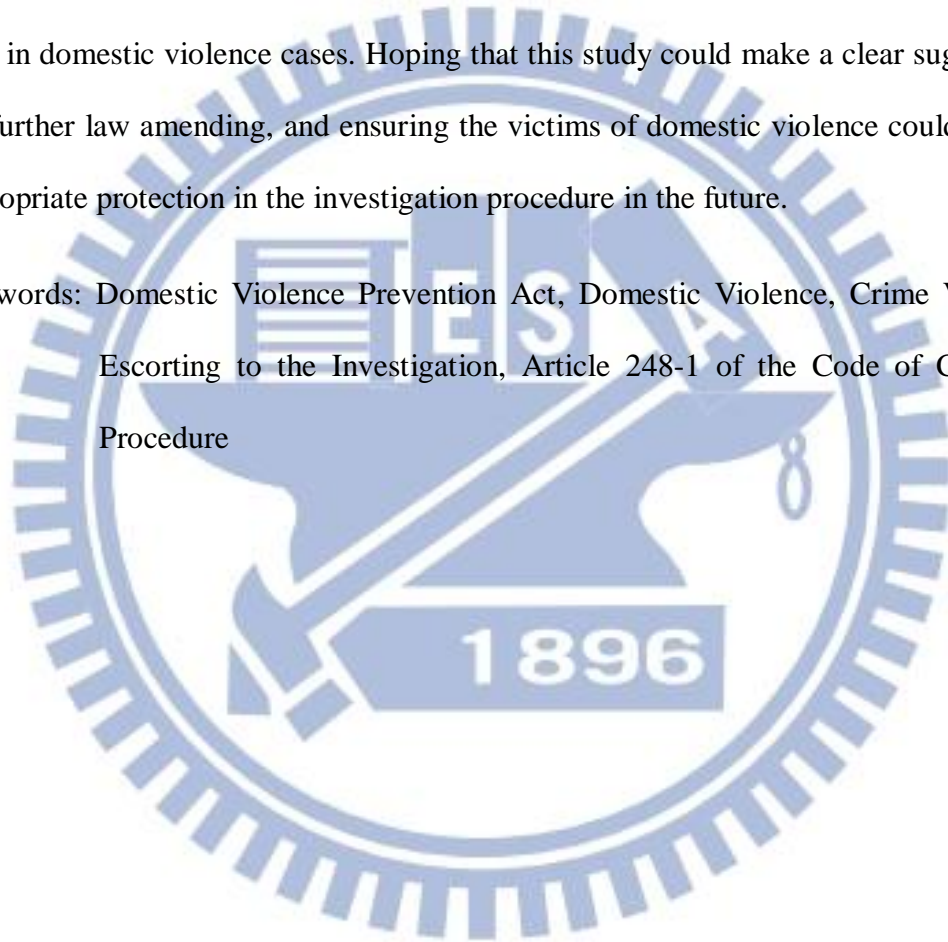 in domestic violence cases. Hoping that this study could make a clear sug
further law amending, and ensuring the victims of domestic violence could
opriate protection in the investigation procedure in the future.
words: Domestic Violence Prevention Act, Domestic Violence, Crime V
Escorting to the Investigation, Article 248-1 of the Code of C
Procedure
E S A
1896